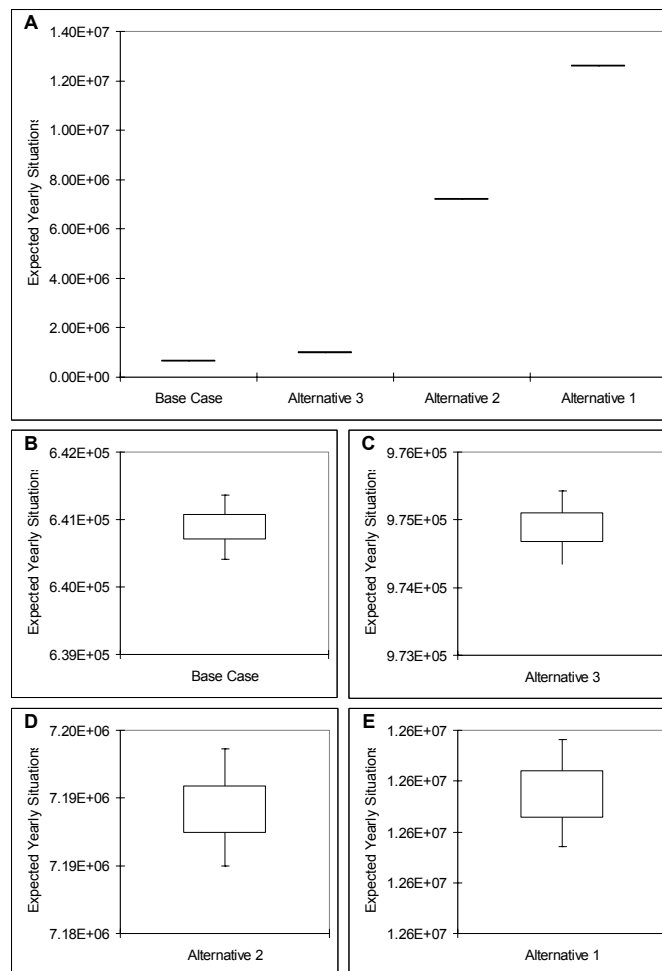 A
Expected Yearly Situations
1.40E+07
1.20E+07
1.00E+07
8.00E+06
6.00E+06
4.00E+06
2.00E+06
0.00E+00
Base Case
Alternative 3
Alternative 2
Alternative 1
B
Expected Yearly Situations
6.42E+05
6.41E+05
6.40E+05
6.39E+05
Base Case
C
Expected Yearly Situations
9.76E+05
9.75E+05
9.74E+05
9.73E+05
Alternative 3
D
Expected Yearly Situations
7.20E+06
7.19E+06
7.19E+06
7.18E+06
Alternative 2
E
Expected Yearly Situations
1.26E+07
1.26E+07
1.26E+07
1.26E+07
1.26E+07
Alternative 1